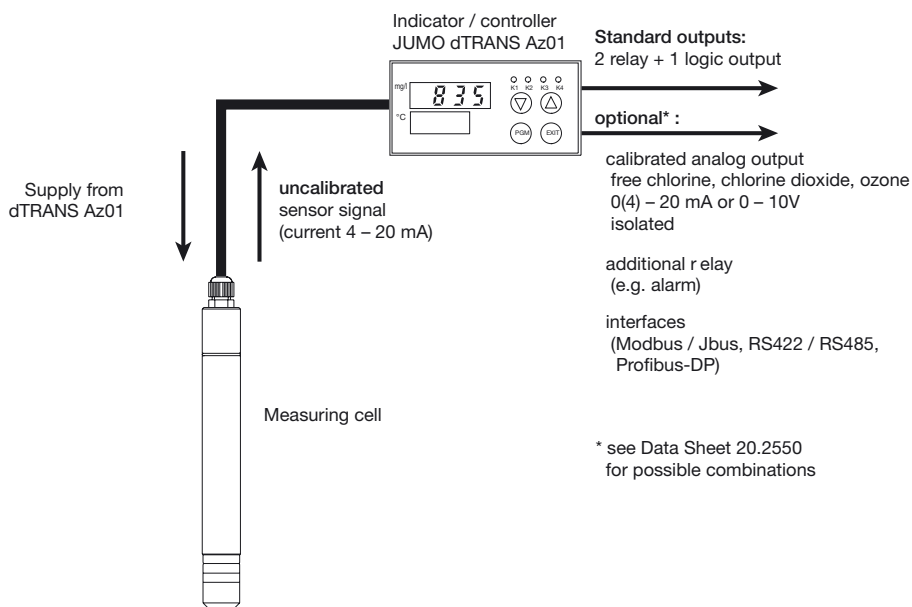 Indicator / controller
JUMO dTRANS Az01
Standard outputs:
2 relay + 1 logic output
mg/l
835
K1 K2 K3 K4
°C
PGM
EXIT
optional* :
calibrated analog output
free chlorine, chlorine dioxide, ozone
0(4) – 20 mA or 0 – 10V
isolated
Supply from
dTRANS Az01
uncalibrated
sensor signal
(current 4 – 20 mA)
additional r elay
(e.g. alarm)
interfaces
(Modbus / Jbus, RS422 / RS485,
Profibus-DP)
Measuring cell
* see Data Sheet 20.2550
for possible combinations